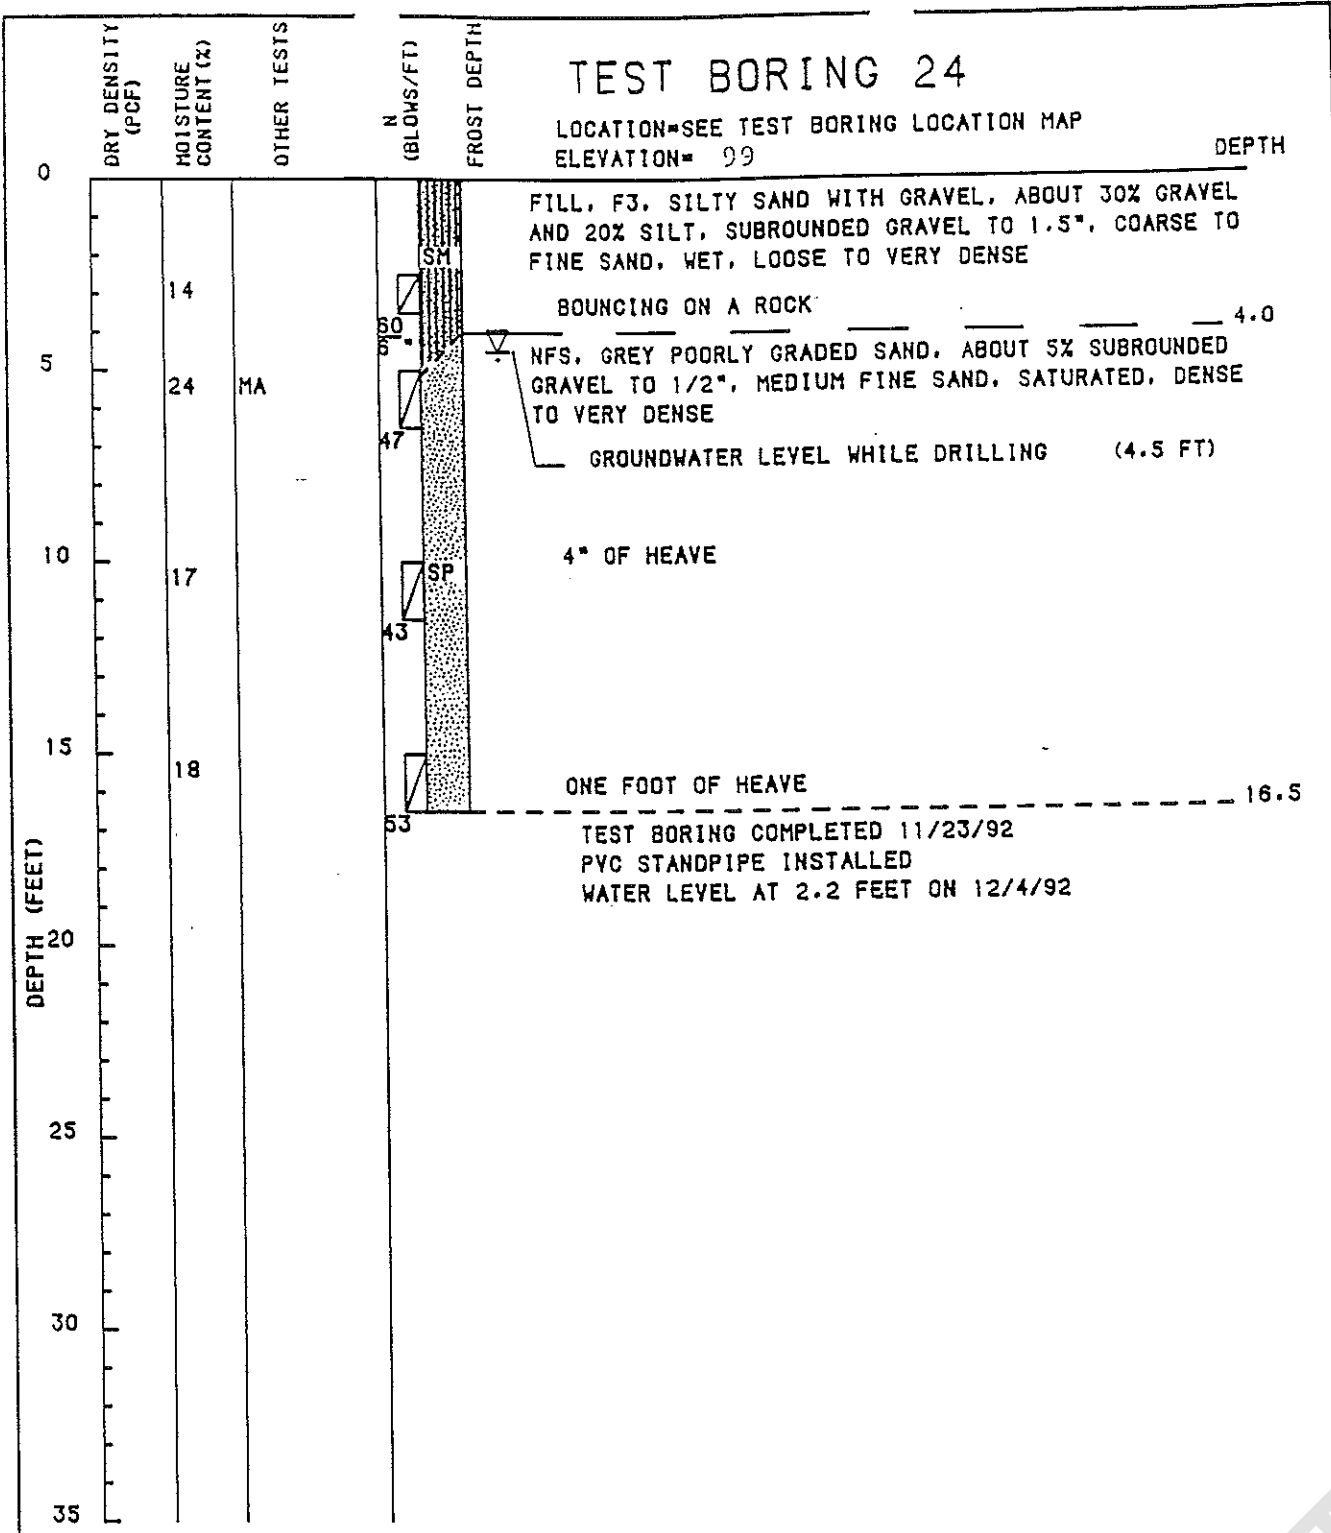 DRY DENSITY
(PCF)
MOISTURE
CONTENT(%)
OTHER TESTS
N
(BLOWS/FT)
FROST DEPTH
TEST BORING 24
LOCATION=SEE TEST BORING LOCATION MAP
ELEVATION= 99
DEPTH
0
FILL, F3, SILTY SAND WITH GRAVEL, ABOUT 30% GRAVEL
AND 20% SILT, SUBROUNDED GRAVEL TO 1.5", COARSE TO
FINE SAND, WET, LOOSE TO VERY DENSE
SM
14
BOUNCING ON A ROCK
4.0
60
6"
5
NFS, GREY POORLY GRADED SAND, ABOUT 5% SUBROUNDED
GRAVEL TO 1/2", MEDIUM FINE SAND, SATURATED, DENSE
TO VERY DENSE
24
MA
47
GROUNDWATER LEVEL WHILE DRILLING (4.5 FT)
10
4" OF HEAVE
17
SP
43
15
18
ONE FOOT OF HEAVE
16.5
53
TEST BORING COMPLETED 11/23/92
PVC STANDPIPE INSTALLED
WATER LEVEL AT 2.2 FEET ON 12/4/92
DEPTH (FEET)
20
25
30
35